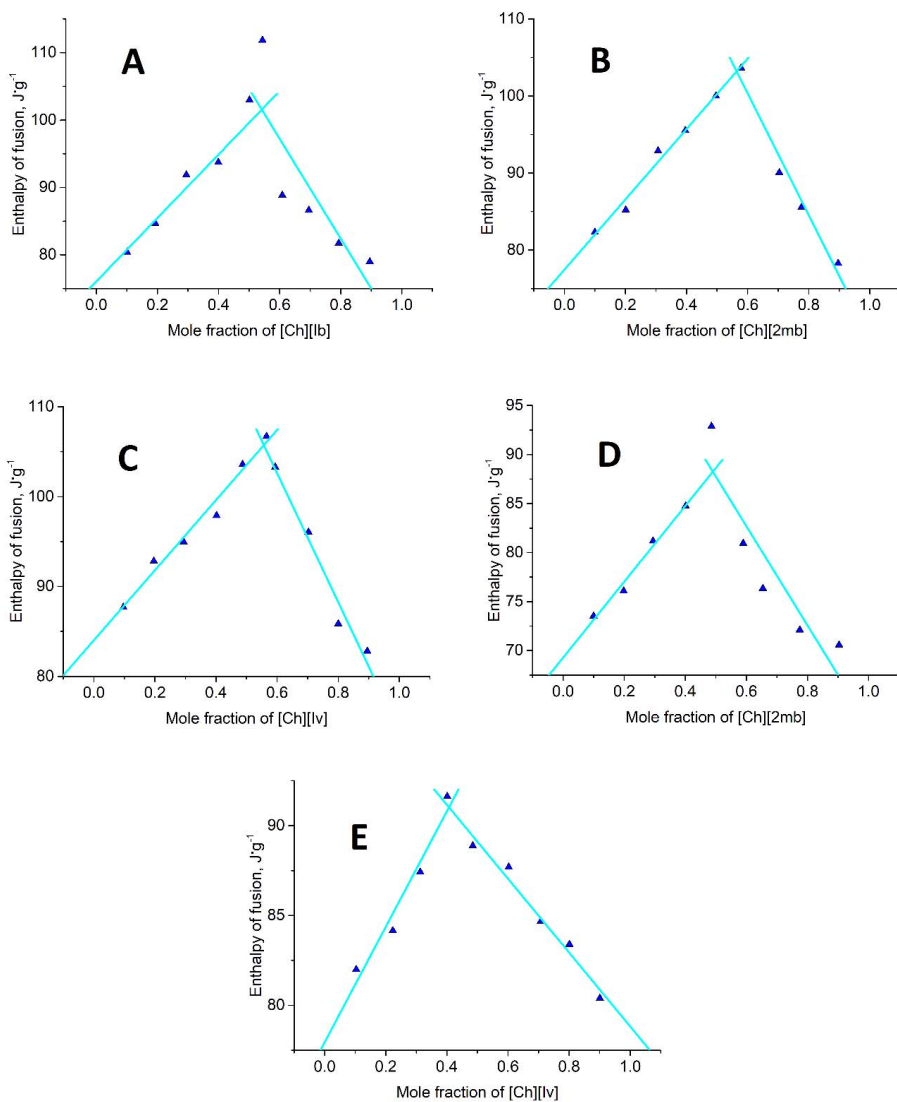 A
Enthalpy of fusion, J·g⁻¹
110
100
90
80
0.0 0.2 0.4 0.6 0.8 1.0
Mole fraction of [Ch][Ib]
B
Enthalpy of fusion, J·g⁻¹
100
90
80
0.0 0.2 0.4 0.6 0.8 1.0
Mole fraction of [Ch][2mb]
C
Enthalpy of fusion, J·g⁻¹
110
100
90
80
0.0 0.2 0.4 0.6 0.8 1.0
Mole fraction of [Ch][Iv]
D
Enthalpy of fusion, J·g⁻¹
95
90
85
80
75
70
0.0 0.2 0.4 0.6 0.8 1.0
Mole fraction of [Ch][2mb]
E
Enthalpy of fusion, J·g⁻¹
90
85
80
0.0 0.2 0.4 0.6 0.8 1.0
Mole fraction of [Ch][Iv]